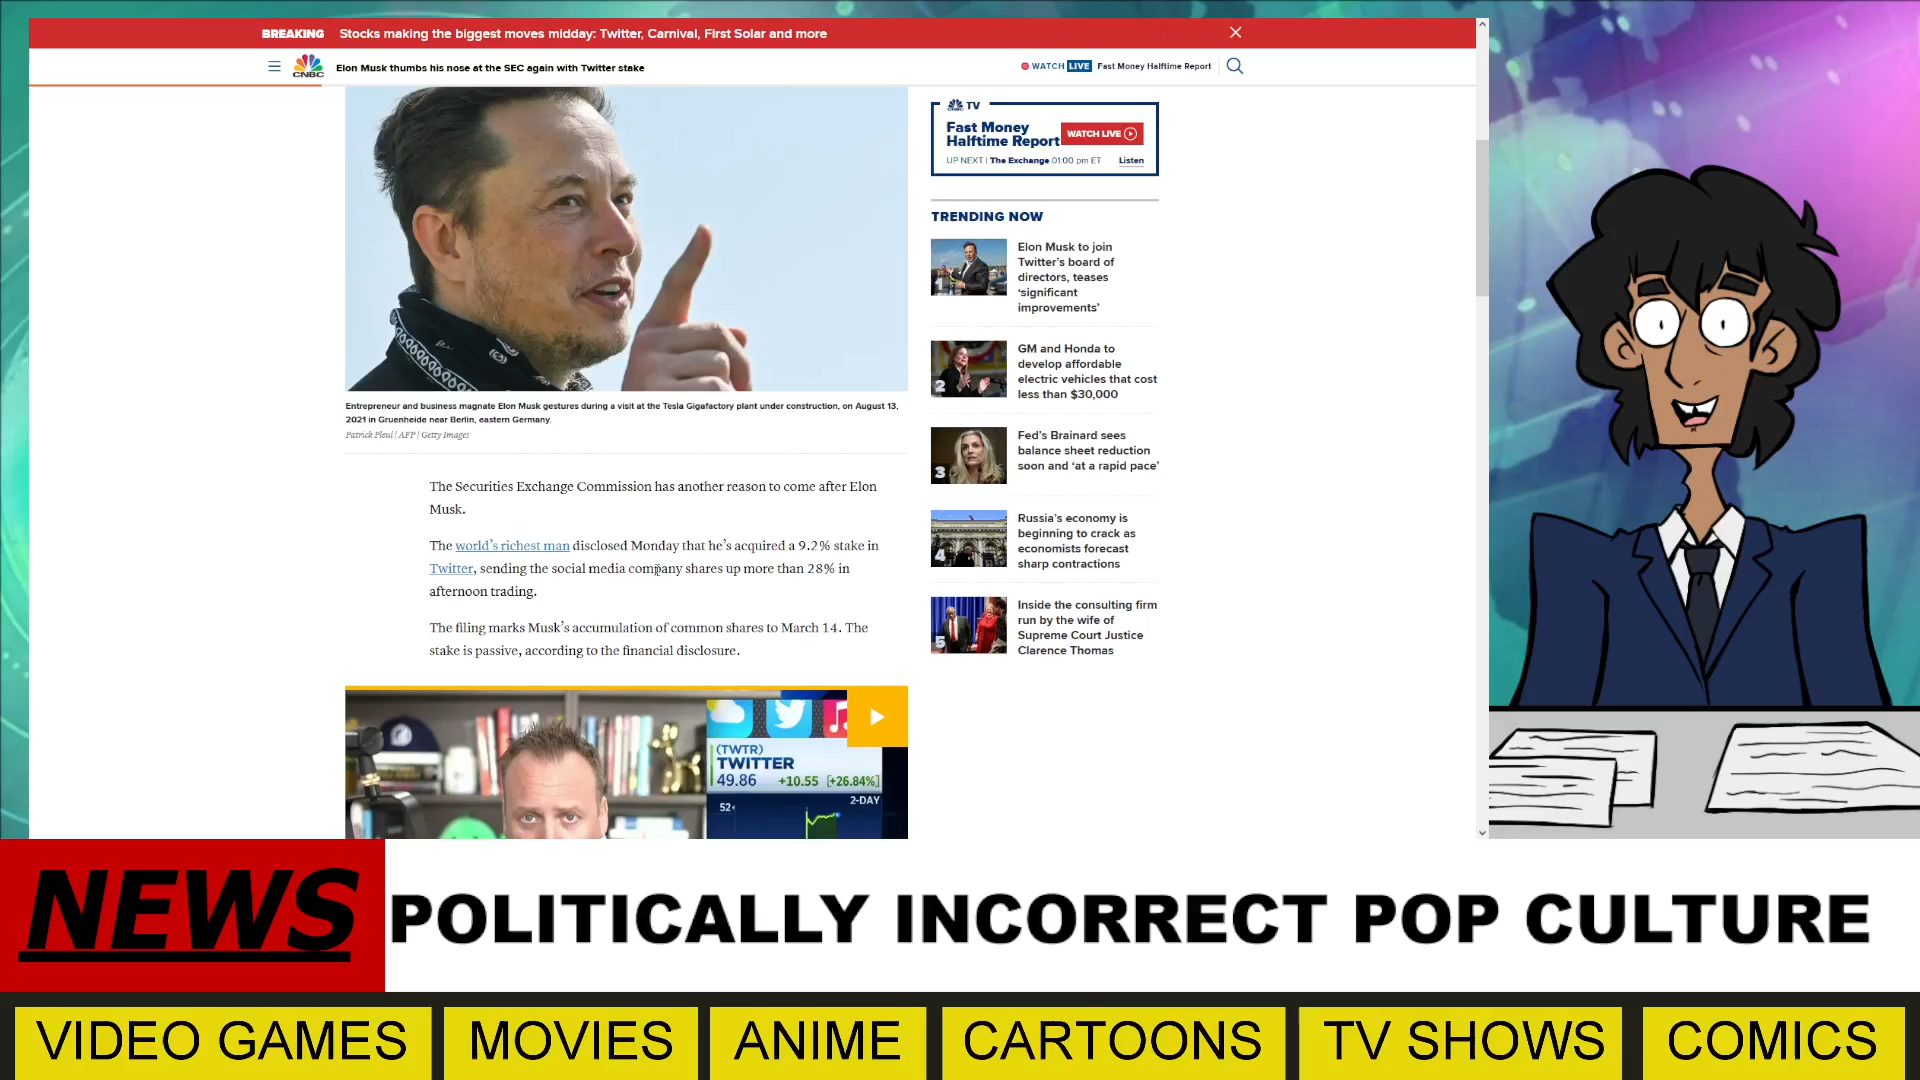 BREAKING Stocks making the biggest moves midday: Twitter, Carnival, First Solar and more
CNBC Elon Musk thumbs his nose at the SEC again with Twitter stake
WATCH LIVE Fast Money Halftime Report
Entrepreneur and business magnate Elon Musk gestures during a visit at the Tesla Gigafactory plant under construction, on August 13,
2021 in Gruenheide near Berlin, eastern Germany.
Patrick Pleul | AFP | Getty Images
The Securities Exchange Commission has another reason to come after Elon
Musk.
The world's richest man disclosed Monday that he's acquired a 9.2% stake in
Twitter, sending the social media company shares up more than 28% in
afternoon trading.
The filing marks Musk's accumulation of common shares to March 14. The
stake is passive, according to the financial disclosure.
(TWTR)
TWITTER
49.86 +10.55 [+26.84%]
2-DAY
52
TV
Fast Money
Halftime Report
WATCH LIVE
UP NEXT | The Exchange 01:00 pm ET Listen
TRENDING NOW
1
Elon Musk to join
Twitter's board of
directors, teases
'significant
improvements'
2
GM and Honda to
develop affordable
electric vehicles that cost
less than $30,000
3
Fed's Brainard sees
balance sheet reduction
soon and 'at a rapid pace'
4
Russia's economy is
beginning to crack as
economists forecast
sharp contractions
5
Inside the consulting firm
run by the wife of
Supreme Court Justice
Clarence Thomas
NEWS
POLITICALLY INCORRECT POP CULTURE
VIDEO GAMES
MOVIES
ANIME
CARTOONS
TV SHOWS
COMICS